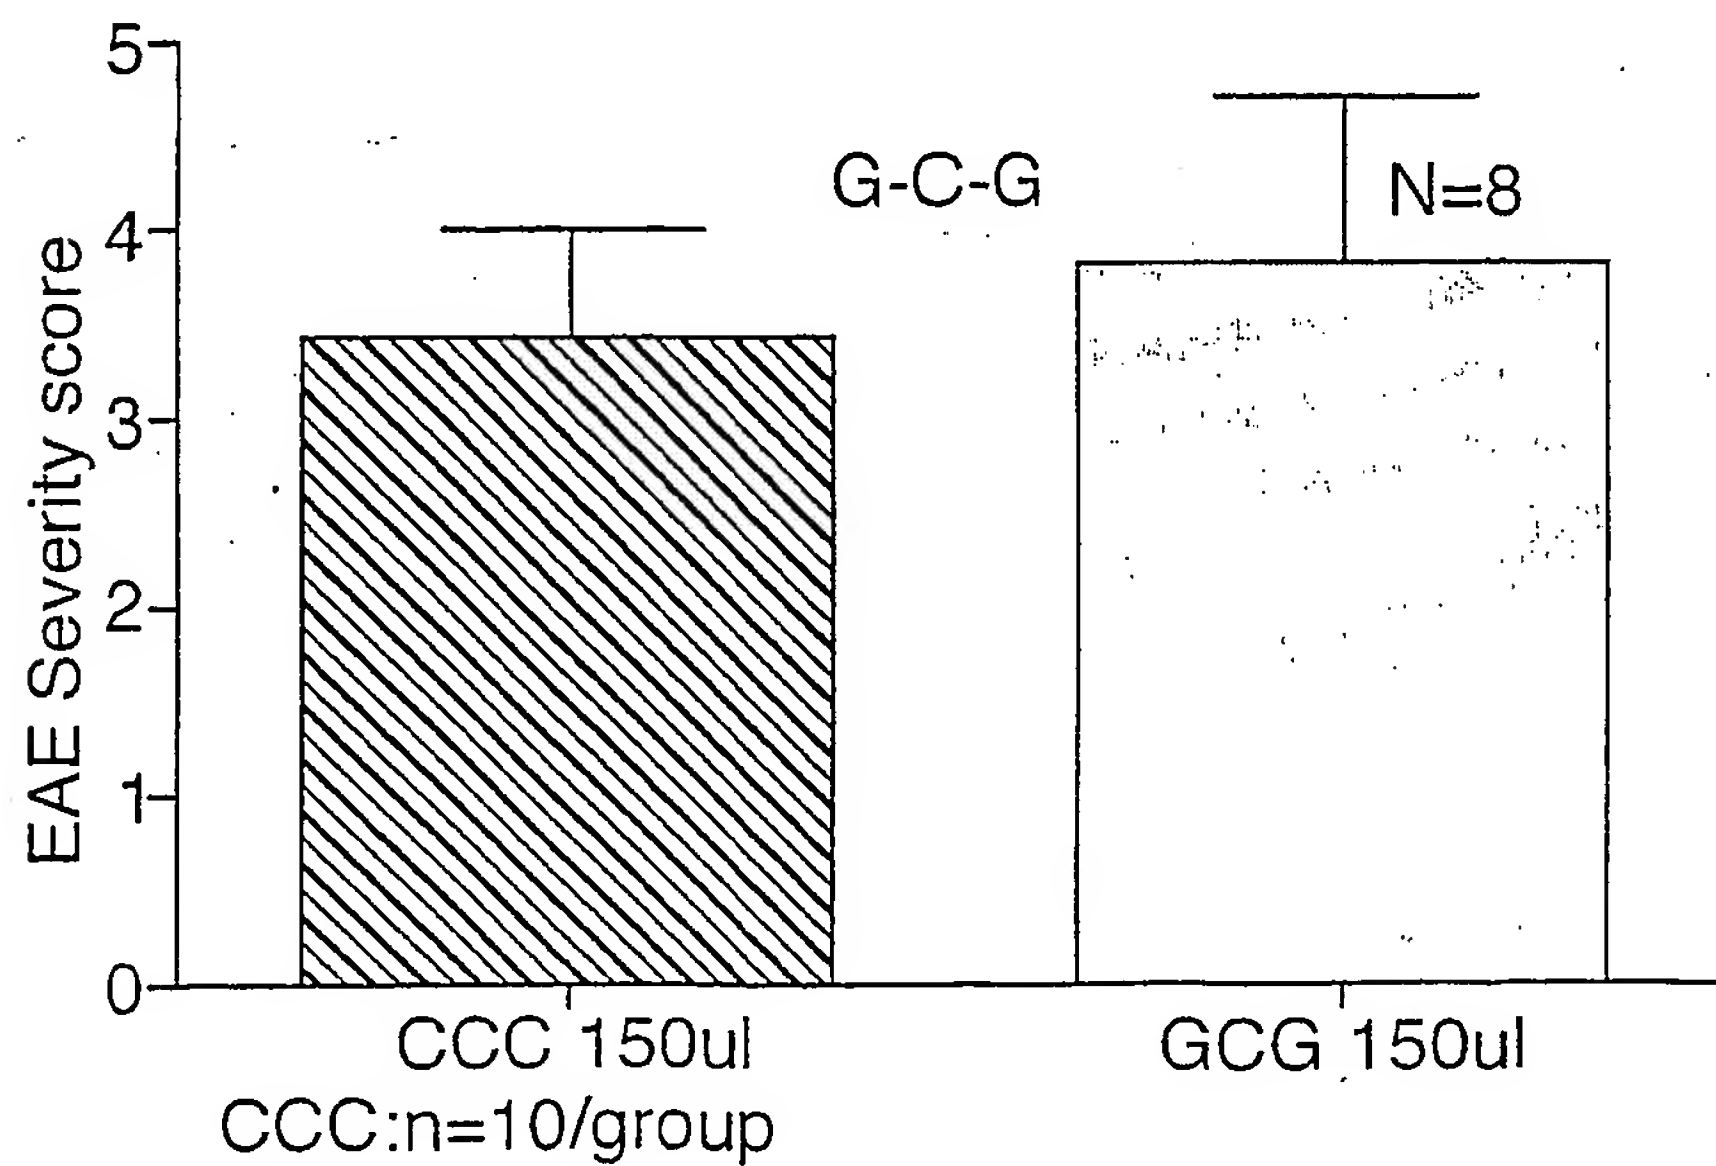 5
4
3
2
1
0
EAE Severity score
G-C-G
N=8
CCC 150ul
GCG 150ul
CCC:n=10/group